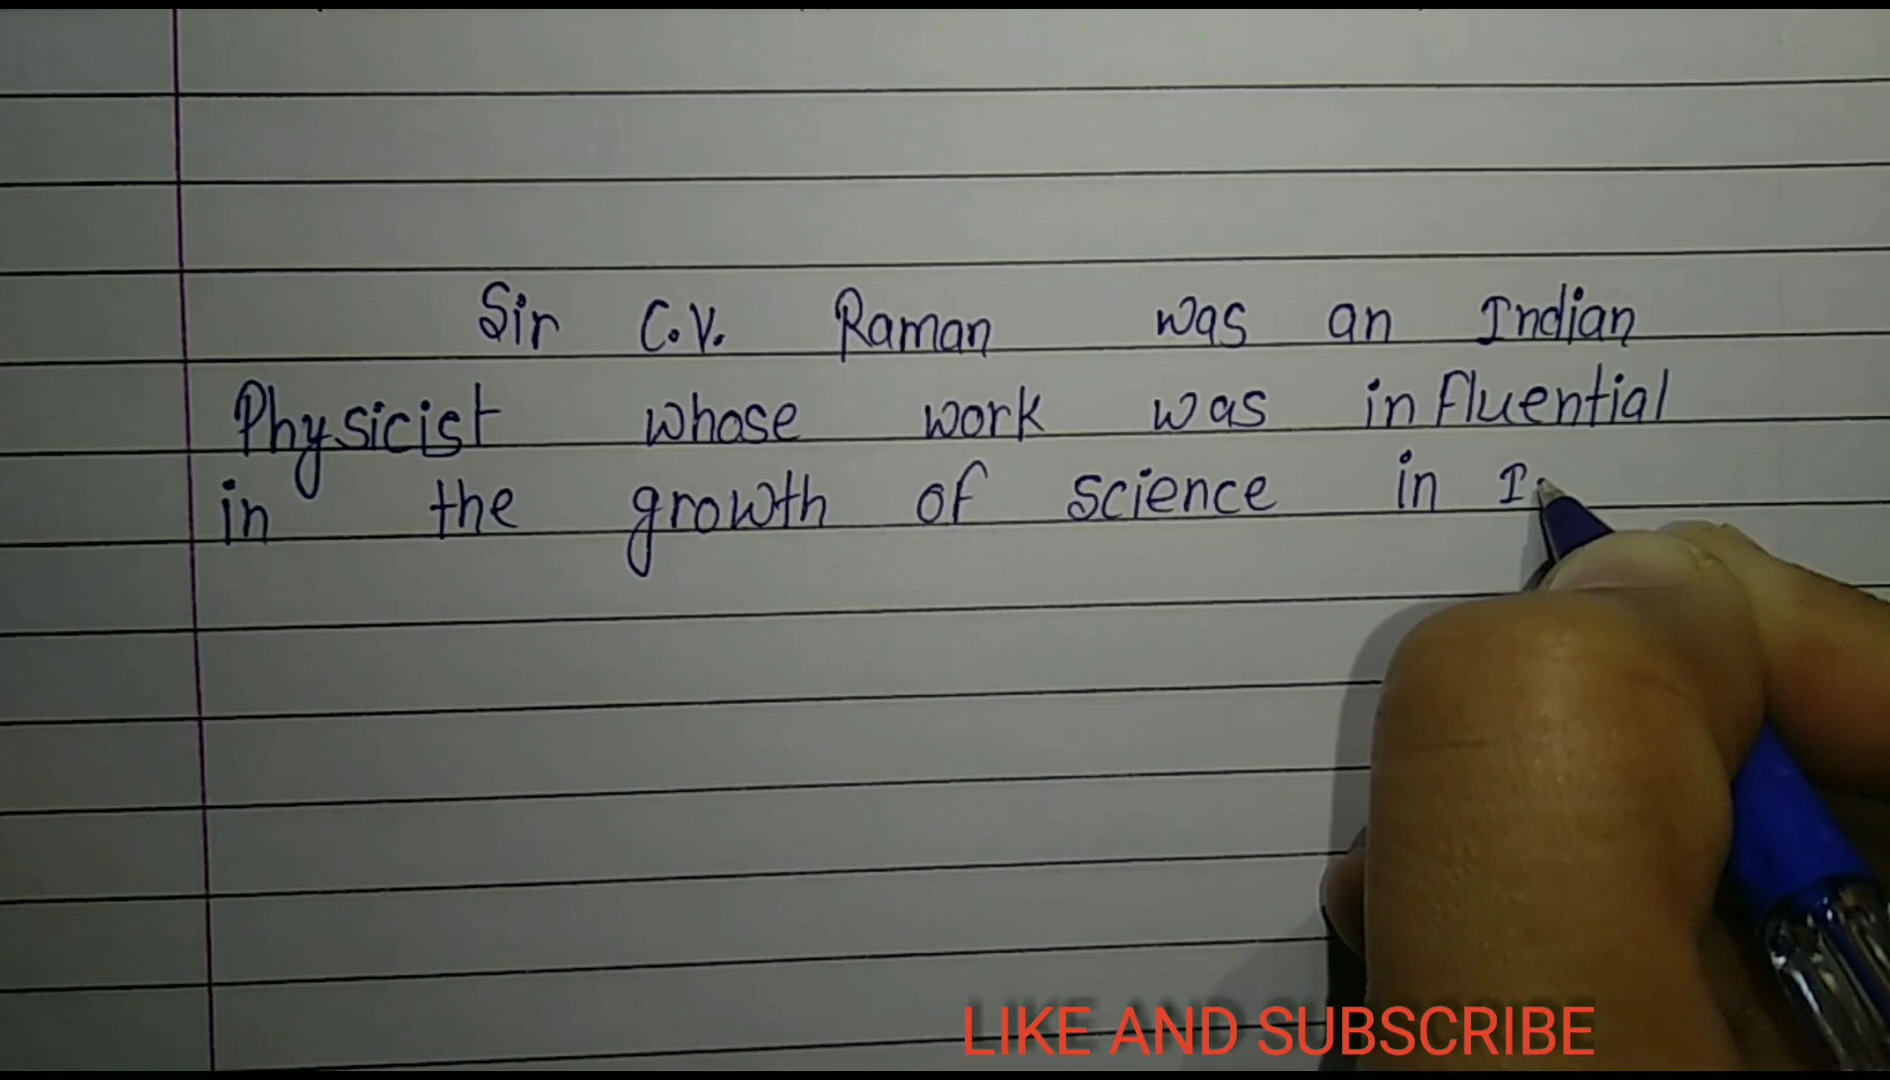 Sir C.V. Raman was an Indian
Physicist whose work was influential
in the growth of science in I
LIKE AND SUBSCRIBE